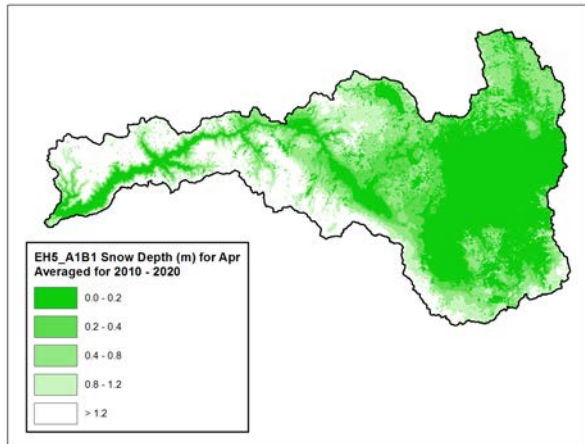 EH5_A1B1 Snow Depth (m) for Apr
Averaged for 2010 - 2020
0.0 - 0.2
0.2 - 0.4
0.4 - 0.8
0.8 - 1.2
> 1.2